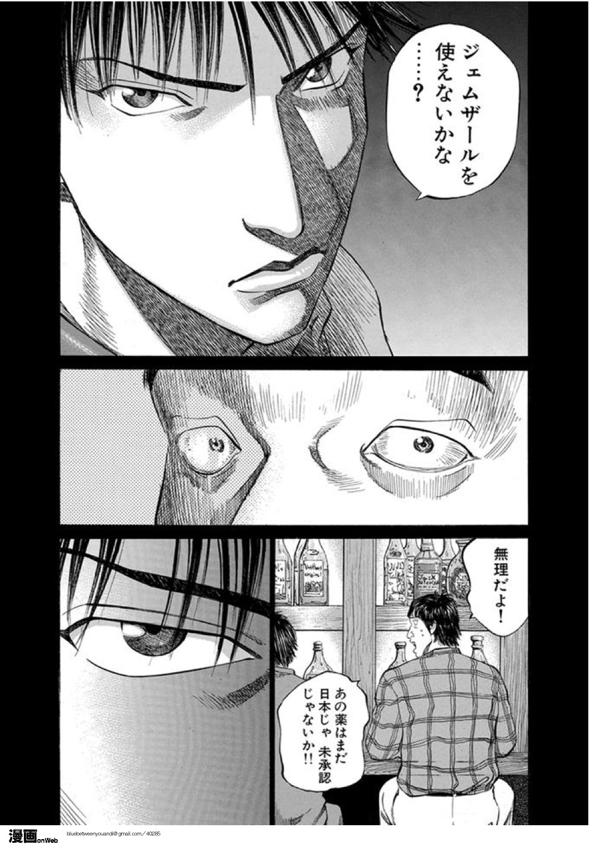 ジェムザールを
使えないかな
……？
無理だよ！
あの薬はまだ
日本じゃ 未承認
じゃないか!!
漫画onWeb
bluebetweenyouandi@gmail.com/40285